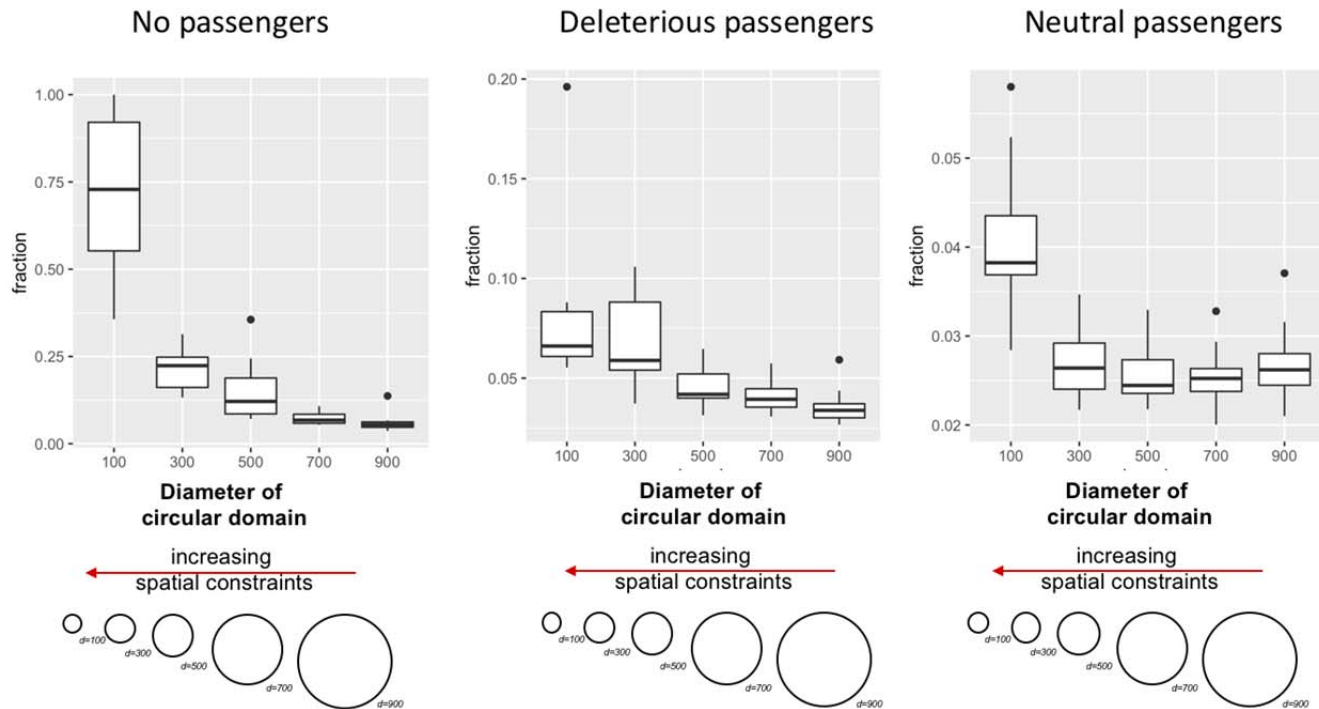 No passengers
1.00
0.75
0.50
0.25
0.00
fraction
100 300 500 700 900
Diameter of
circular domain
increasing
spatial constraints
d=100
d=300
d=500
d=700
d=900
Deleterious passengers
0.20
0.15
0.10
0.05
fraction
100 300 500 700 900
Diameter of
circular domain
increasing
spatial constraints
d=100
d=300
d=500
d=700
d=900
Neutral passengers
0.05
0.04
0.03
0.02
fraction
100 300 500 700 900
Diameter of
circular domain
increasing
spatial constraints
d=100
d=300
d=500
d=700
d=900